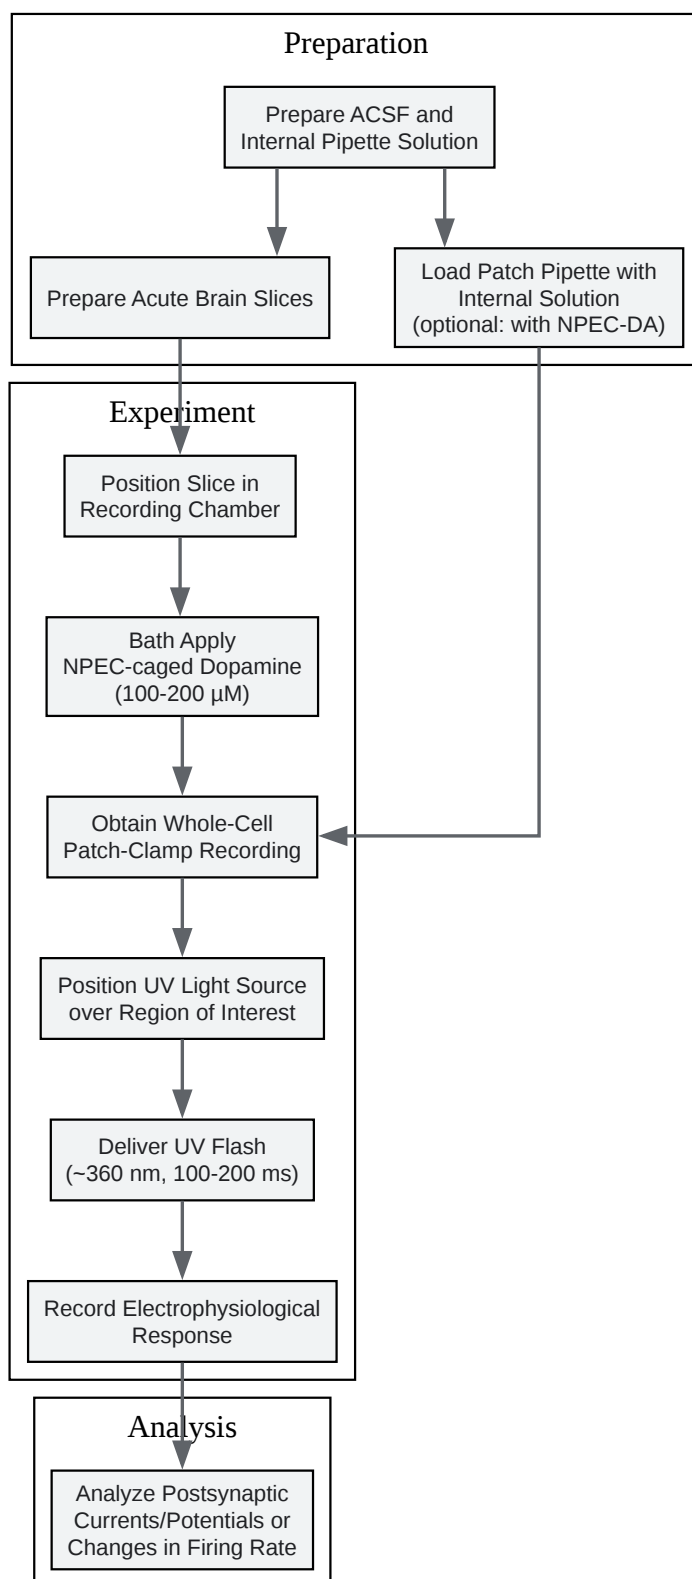 Preparation
Prepare ACSF and
Internal Pipette Solution
Prepare Acute Brain Slices
Load Patch Pipette with
Internal Solution
(optional: with NPEC-DA)
Experiment
Position Slice in
Recording Chamber
Bath Apply
NPEC-caged Dopamine
(100-200 µM)
Obtain Whole-Cell
Patch-Clamp Recording
Position UV Light Source
over Region of Interest
Deliver UV Flash
(~360 nm, 100-200 ms)
Record Electrophysiological
Response
Analysis
Analyze Postsynaptic
Currents/Potentials or
Changes in Firing Rate